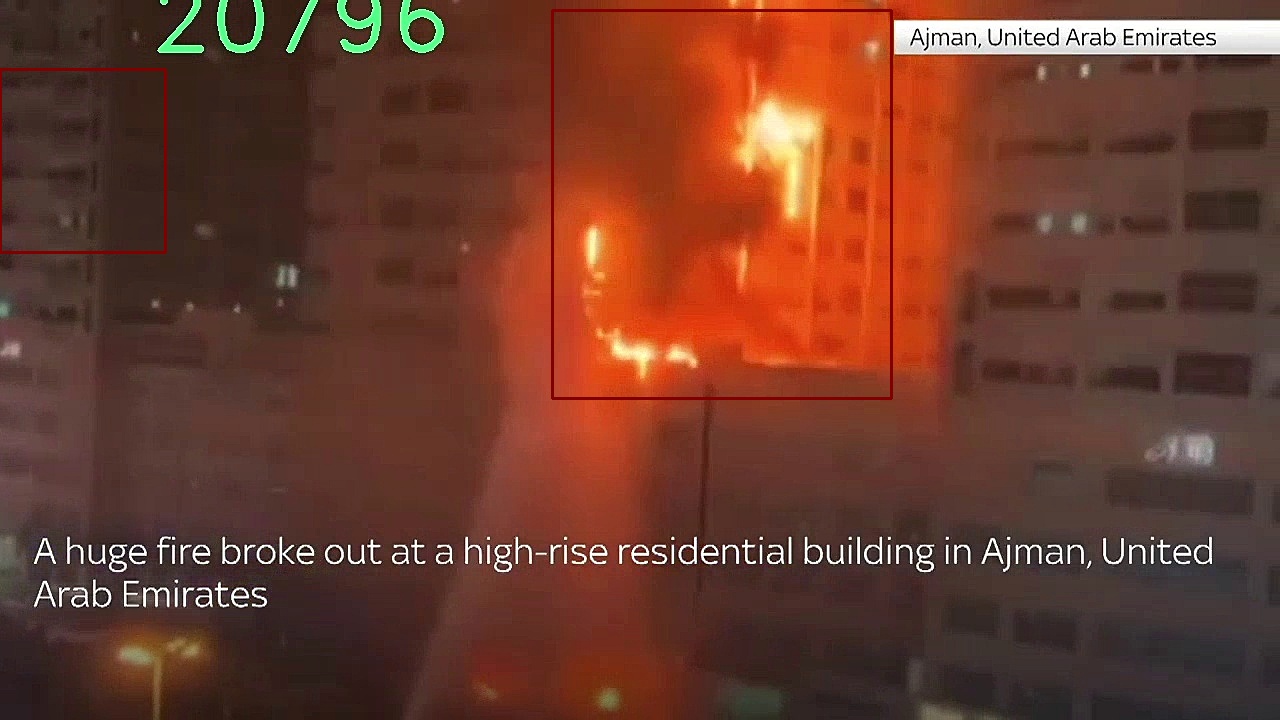 20796
Ajman, United Arab Emirates
A huge fire broke out at a high-rise residential building in Ajman, United
Arab Emirates